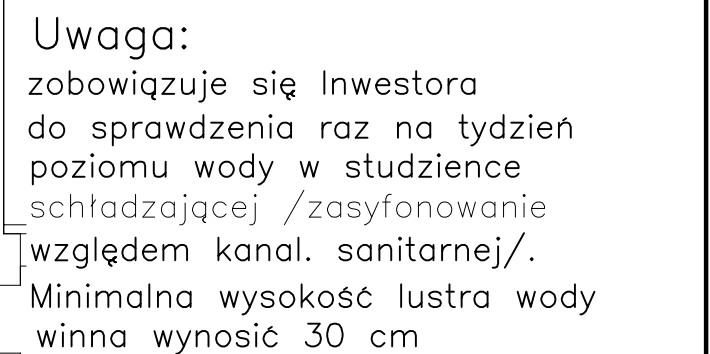 Uwaga:
zobowiązuje się Inwestora
do sprawdzenia raz na tydzień
poziomu wody w studzience
schładzającej /zasyfonowanie
względem kanal. sanitarnej/.
Minimalna wysokość lustra wody
winna wynosić 30 cm